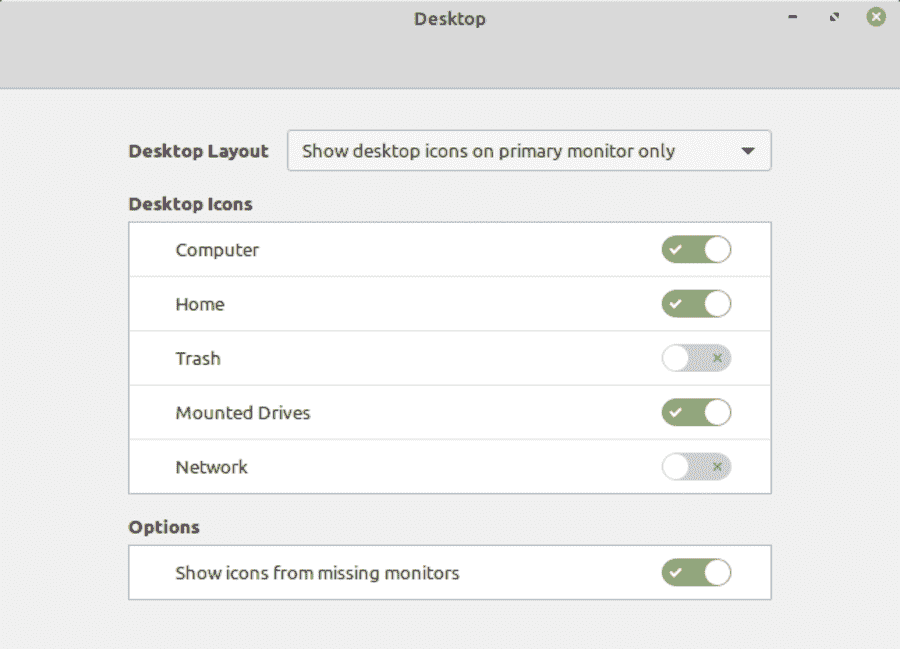 Desktop
Desktop Layout Show desktop icons on primary monitor only
Desktop Icons
Computer
Home
Trash
Mounted Drives
Network
Options
Show icons from missing monitors